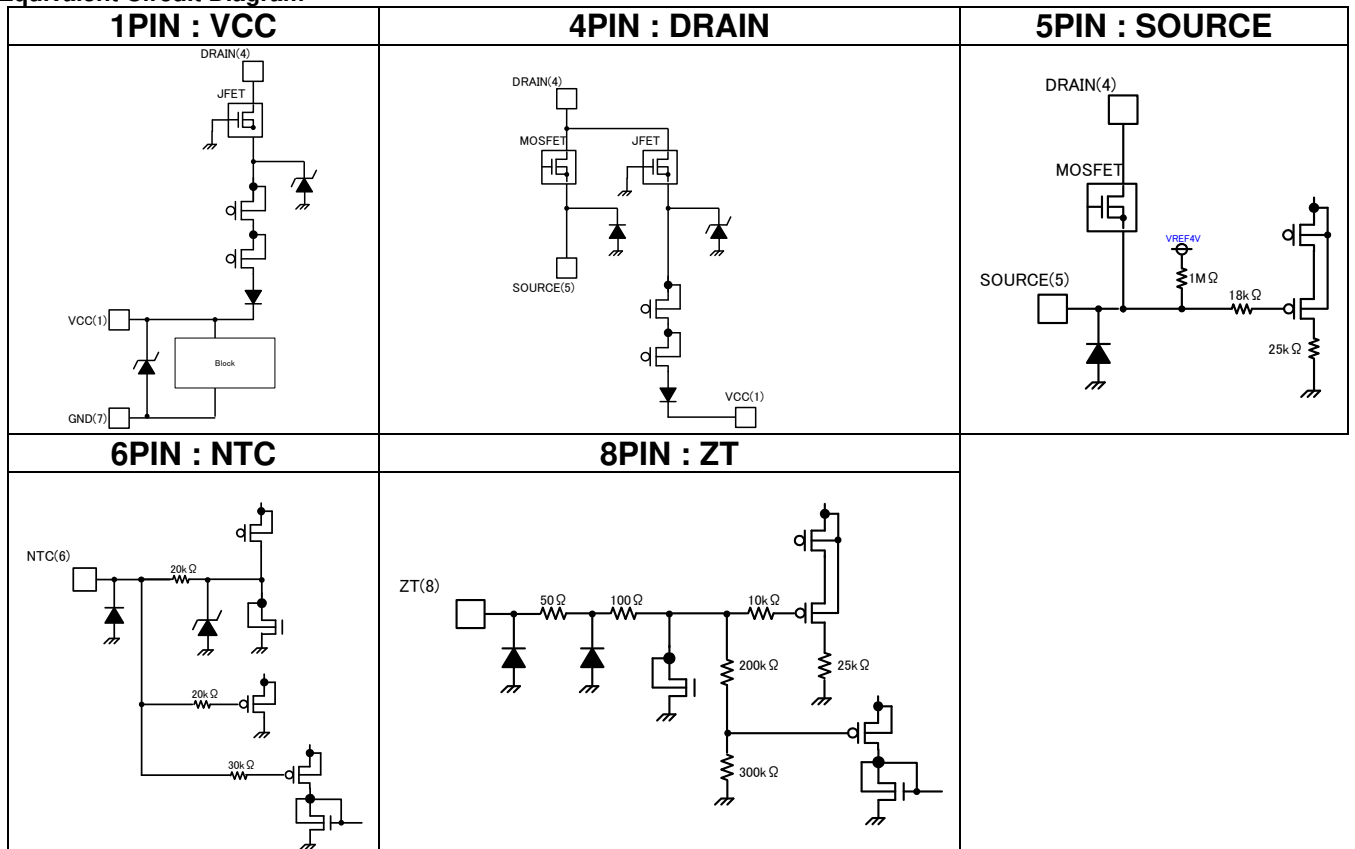 Equivalent Circuit Diagram
1PIN : VCC
4PIN : DRAIN
5PIN : SOURCE
DRAIN(4)
JFET
VCC(1)
Block
GND(7)
DRAIN(4)
MOSFET
JFET
SOURCE(5)
VCC(1)
DRAIN(4)
MOSFET
VREF4V
1MΩ
SOURCE(5)
18kΩ
25kΩ
6PIN : NTC
8PIN : ZT
NTC(6)
20kΩ
20kΩ
30kΩ
ZT(8)
50Ω
100Ω
10kΩ
200kΩ
25kΩ
300kΩ